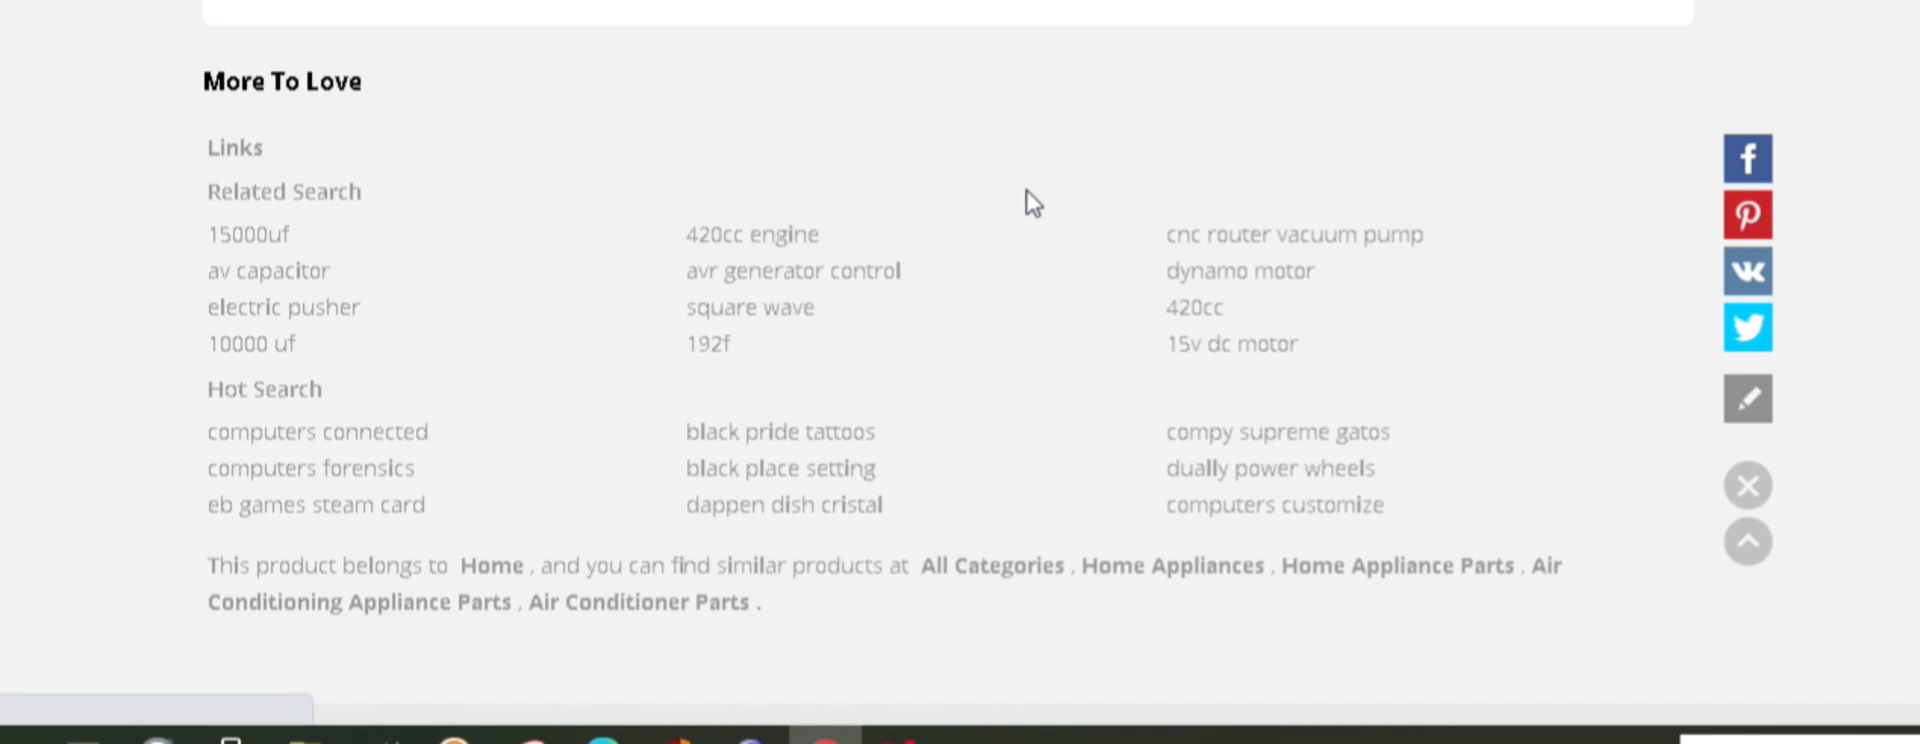 More To Love
Links
Related Search
15000uf 420cc engine cnc router vacuum pump
av capacitor avr generator control dynamo motor
electric pusher square wave 420cc
10000 uf 192f 15v dc motor
Hot Search
computers connected black pride tattoos compy supreme gatos
computers forensics black place setting dually power wheels
eb games steam card dappen dish cristal computers customize
This product belongs to Home , and you can find similar products at All Categories , Home Appliances , Home Appliance Parts , Air
Conditioning Appliance Parts , Air Conditioner Parts .